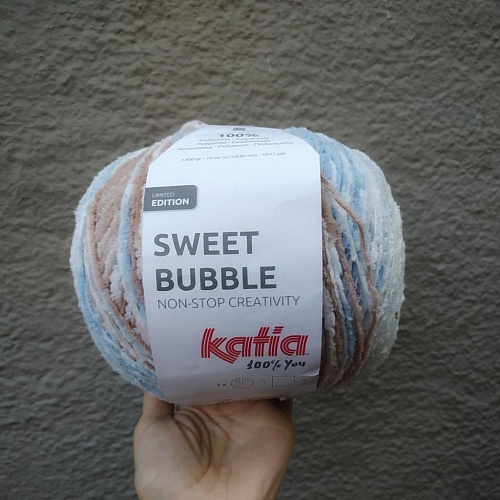 100%
LIMITED
EDITION
SWEET
BUBBLE
NON-STOP CREATIVITY
katia
100% You